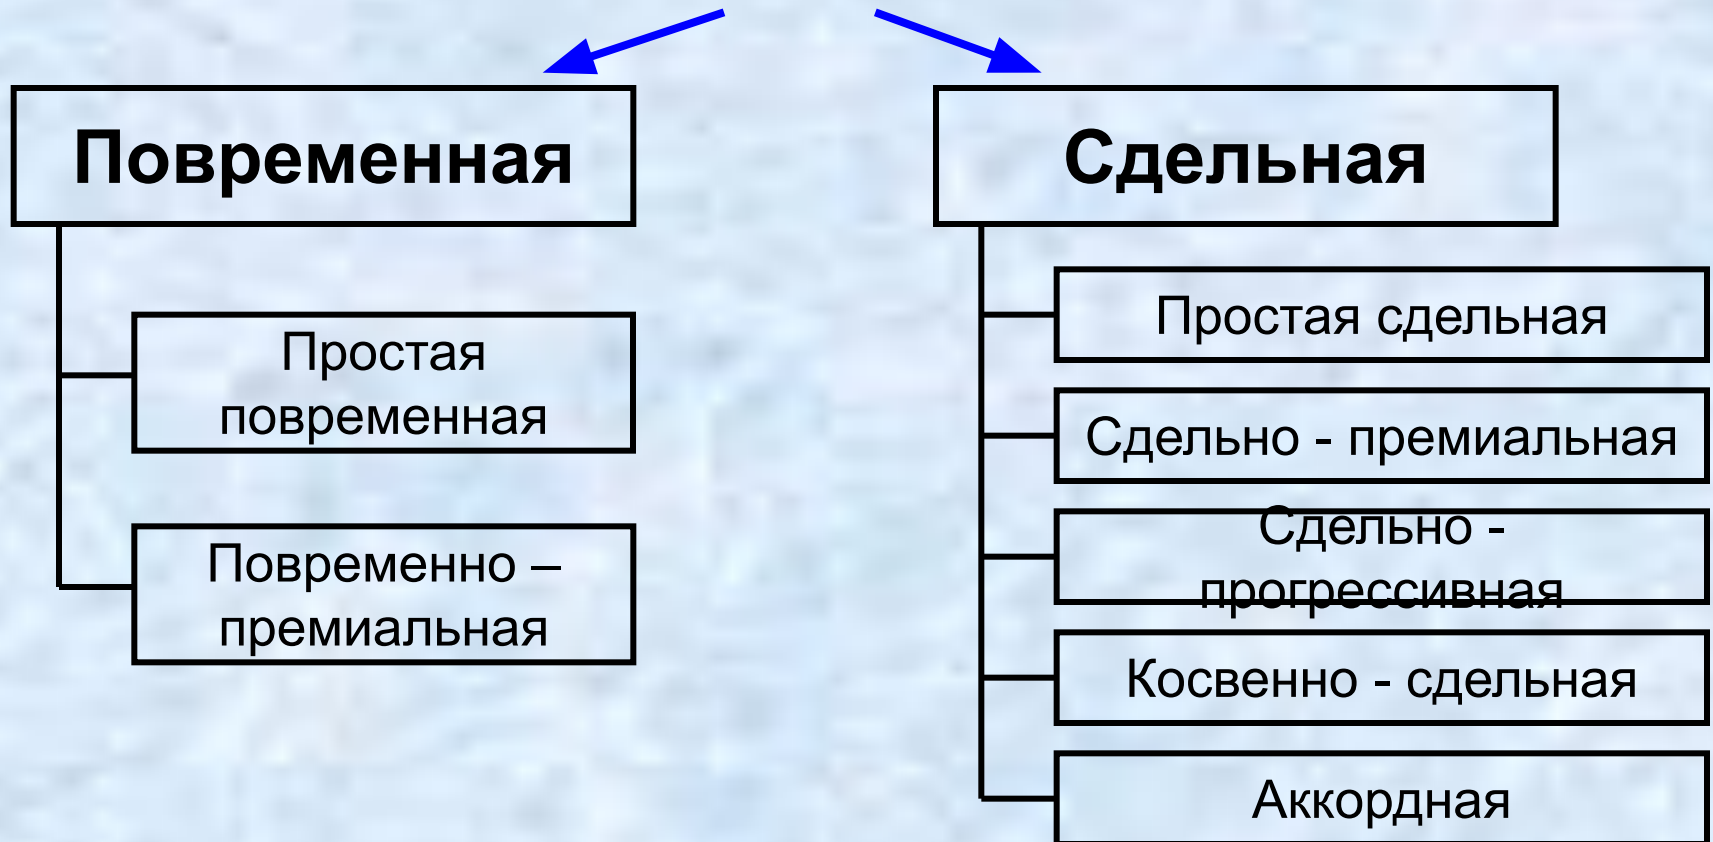 Повременная
Простая
повременная
Повременно –
премиальная
Сдельная
Простая сдельная
Сдельно - премиальная
Сдельно -
прогрессивная
Косвенно - сдельная
Аккордная